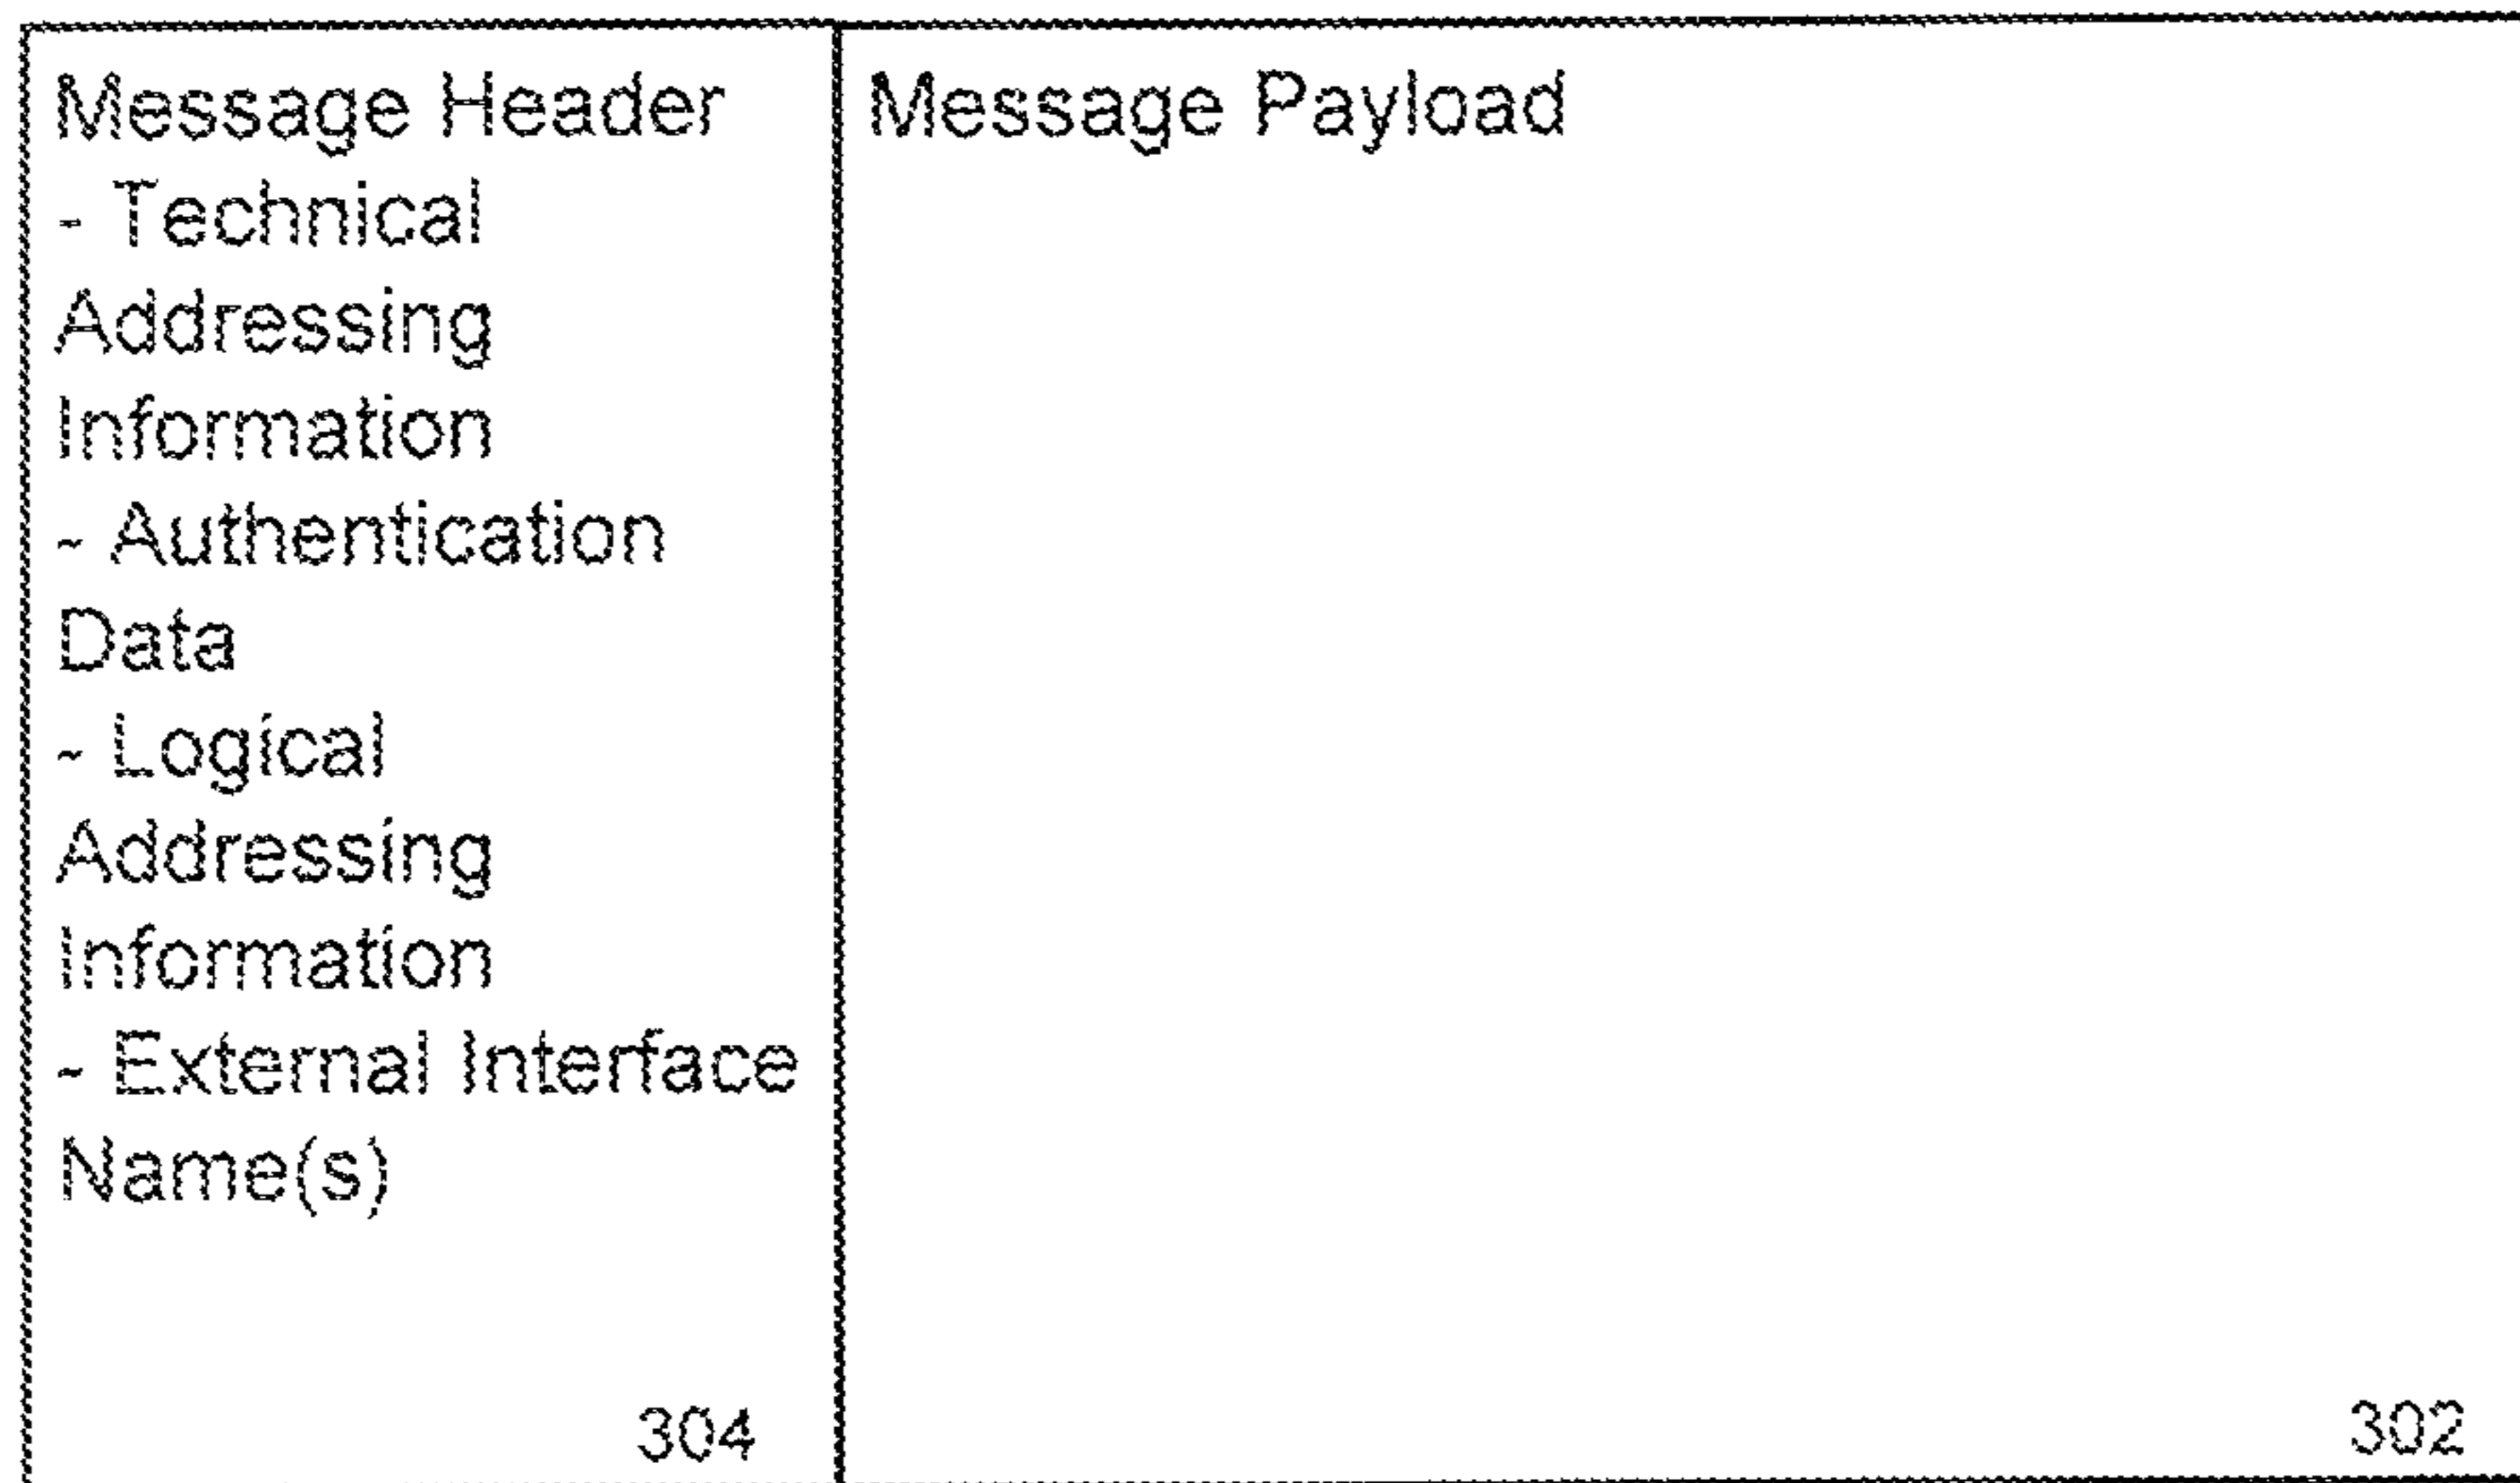 Message Header
- Technical
Addressing
Information
- Authentication
Data
- Logical
Addressing
Information
- External Interface
Name(s)
304
Message Payload
302